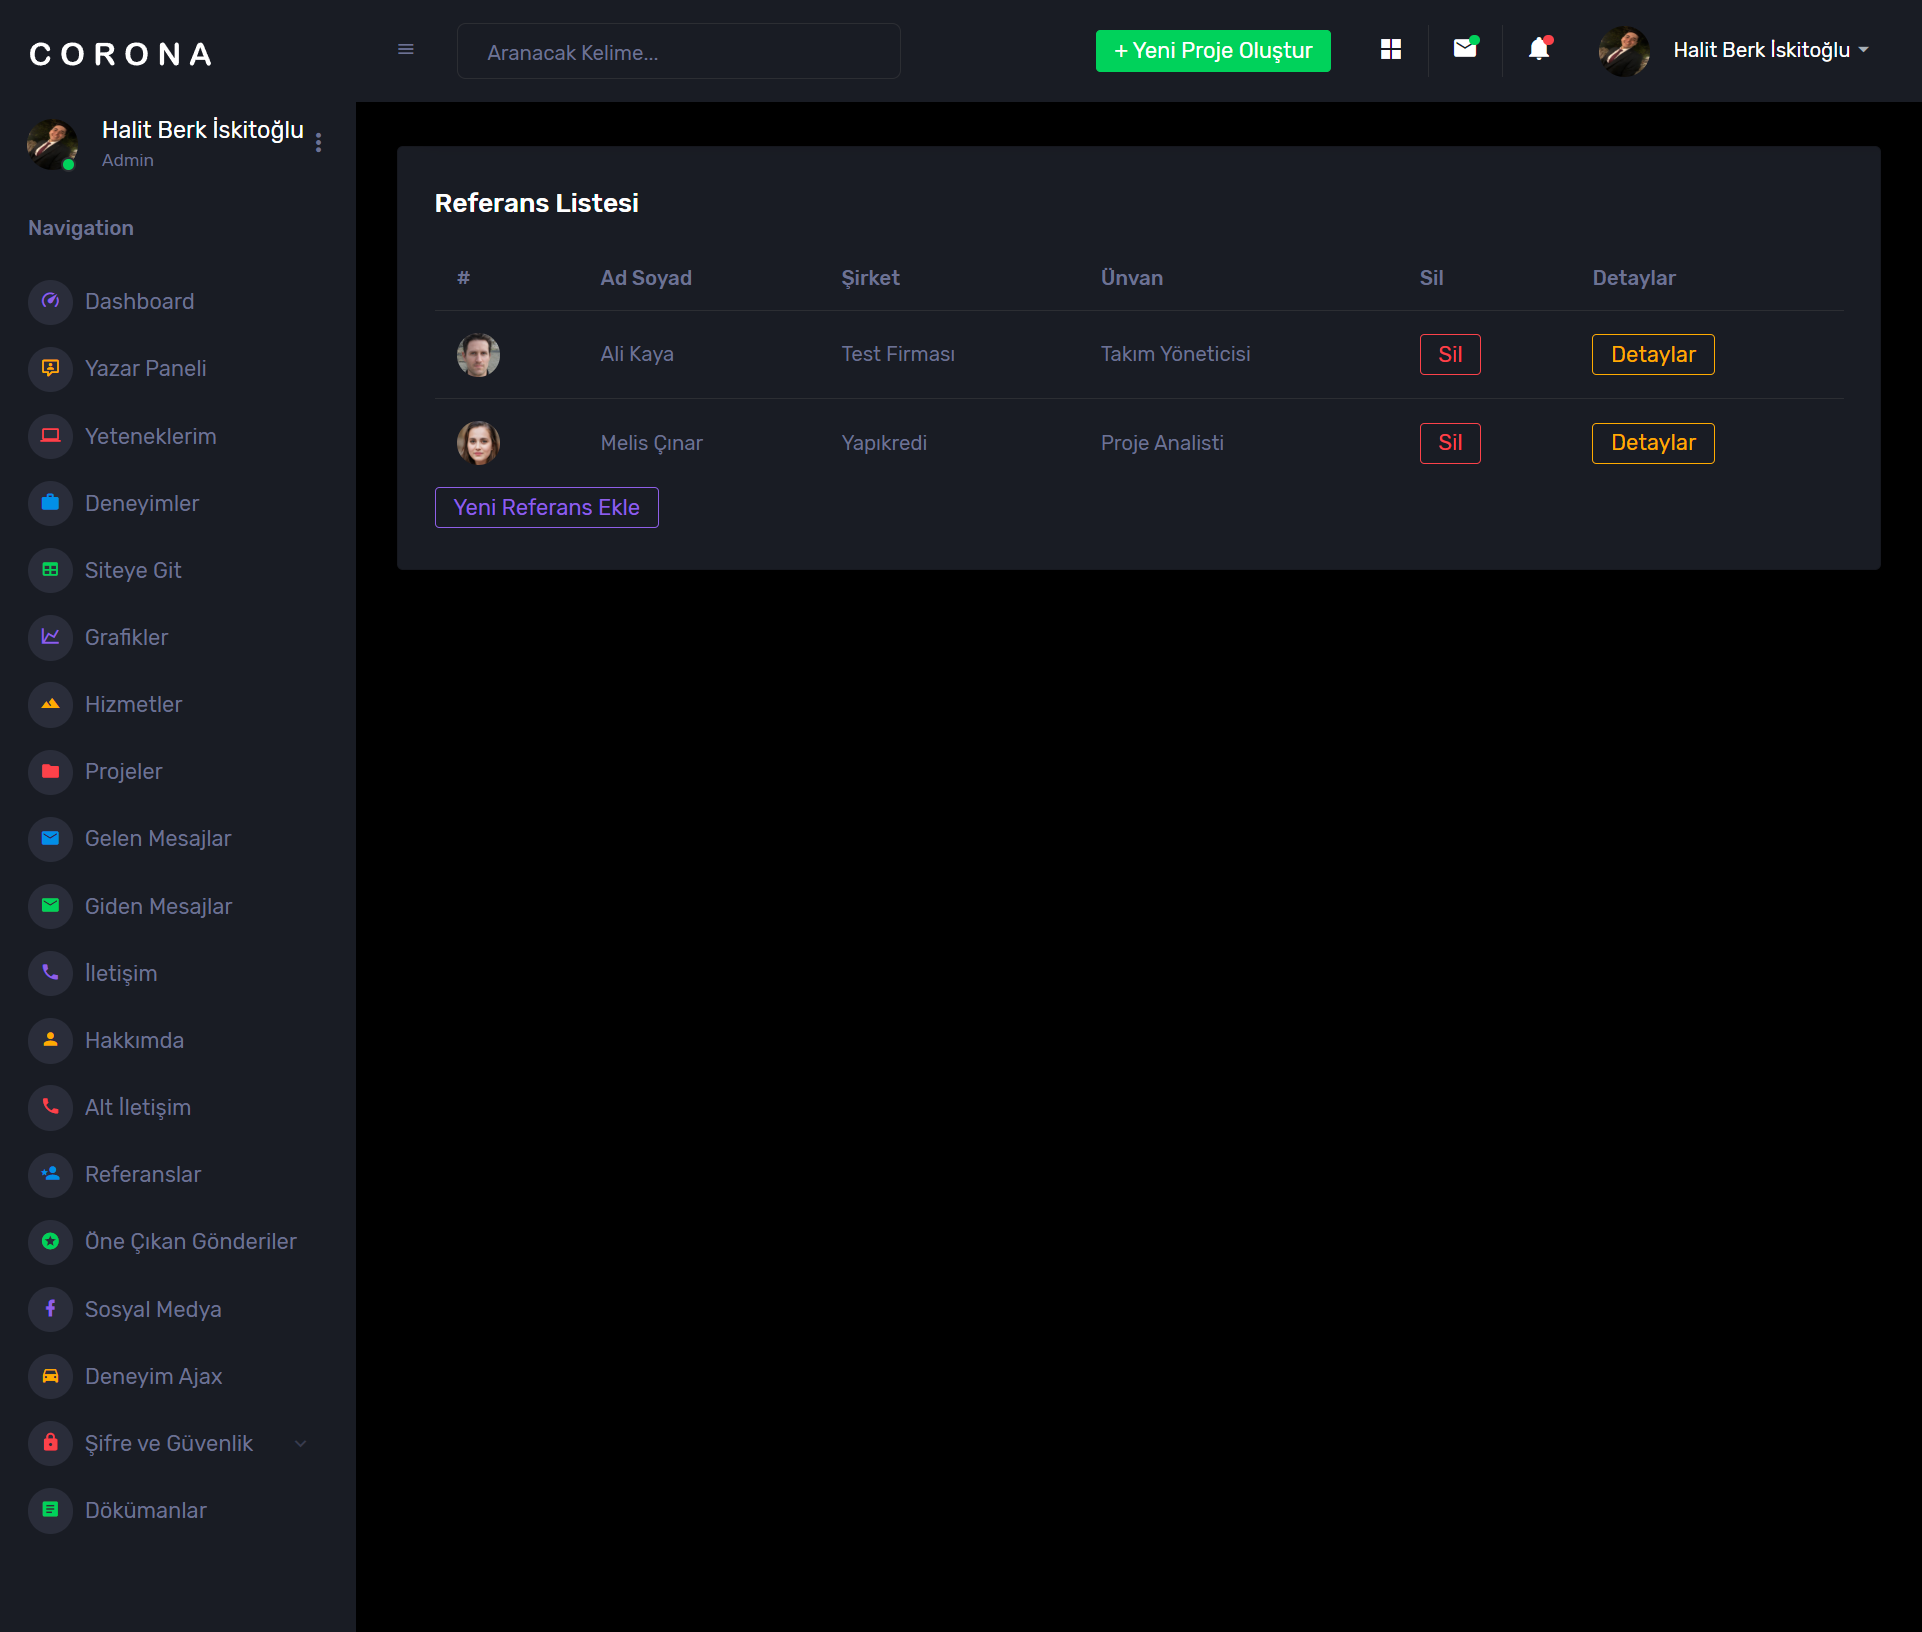 CORONA
Aranacak Kelime...
+ Yeni Proje Oluştur
Halit Berk İskitoğlu
Halit Berk İskitoğlu
Admin
Navigation
Dashboard
Yazar Paneli
Yeteneklerim
Deneyimler
Siteye Git
Grafikler
Hizmetler
Projeler
Gelen Mesajlar
Giden Mesajlar
İletişim
Hakkımda
Alt İletişim
Referanslar
Öne Çıkan Gönderiler
Sosyal Medya
Deneyim Ajax
Şifre ve Güvenlik
Dökümanlar
Referans Listesi
# Ad Soyad Şirket Ünvan Sil Detaylar
Ali Kaya Test Firması Takım Yöneticisi Sil Detaylar
Melis Çınar Yapıkredi Proje Analisti Sil Detaylar
Yeni Referans Ekle